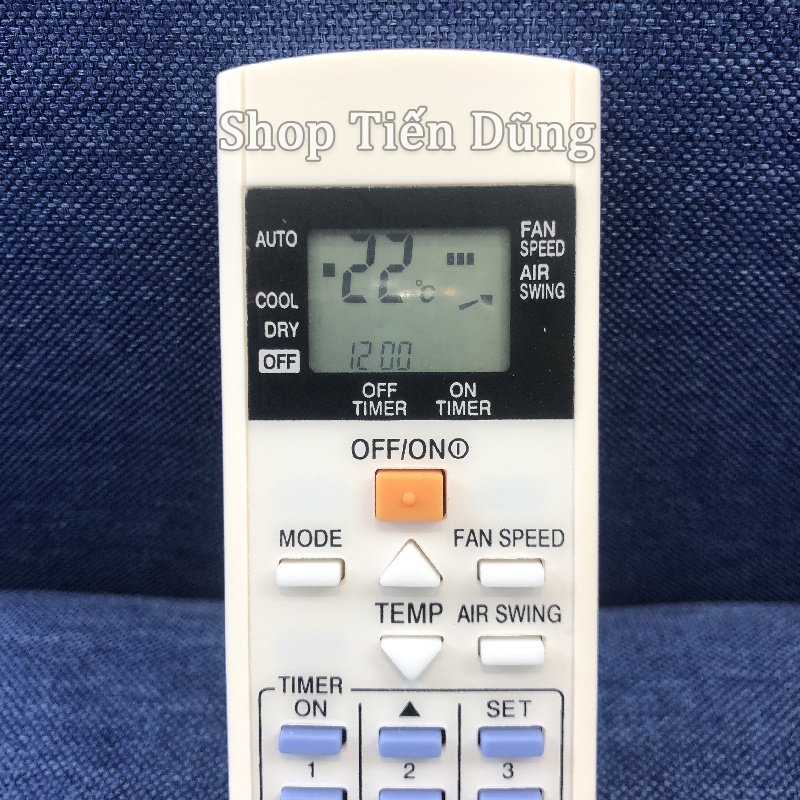 Shop Tiến Dũng
AUTO
COOL
DRY
OFF
22 °C
12 00
FAN
SPEED
AIR
SWING
OFF
TIMER
ON
TIMER
OFF/ON
MODE
FAN SPEED
TEMP
AIR SWING
TIMER
ON
▲
SET
1
2
3